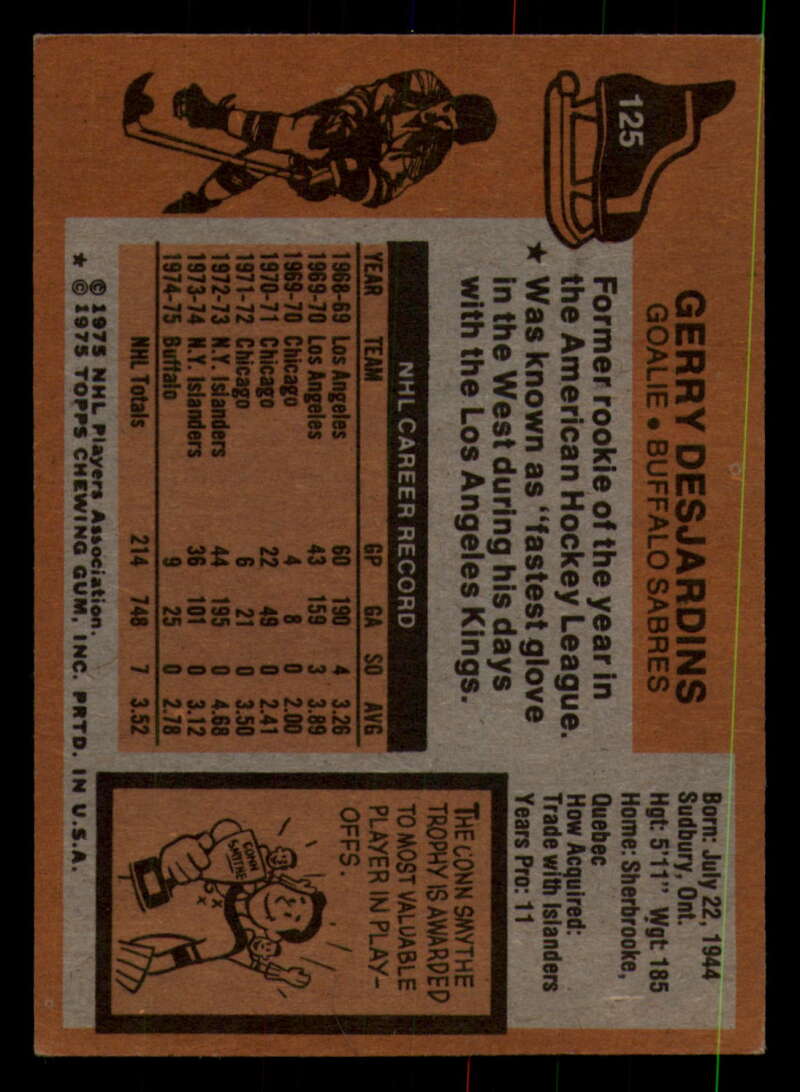 125
GERRY DESJARDINS
GOALIE • BUFFALO SABRES
Born: July 22, 1944
Sudbury, Ont.
Hgt: 5'11" Wgt: 185
Home: Sherbrooke,
Quebec
How Acquired:
Trade with Islanders
Years Pro: 11
Former rookie of the year in
the American Hockey League.
★ Was known as "fastest glove
in the West during his days
with the Los Angeles Kings.
NHL CAREER RECORD
YEAR TEAM GP GA SO AVG
1968-69 Los Angeles 60 190 4 3.26
1969-70 Los Angeles 43 159 3 3.89
1969-70 Chicago 4 8 0 2.00
1970-71 Chicago 22 49 0 2.41
1971-72 Chicago 6 21 0 3.50
1972-73 N.Y. Islanders 44 195 0 4.68
1973-74 N.Y. Islanders 36 101 0 3.12
1974-75 Buffalo 9 25 0 2.78
NHL Totals 214 748 7 3.52
THE CONN SMYTHE
TROPHY IS AWARDED
TO MOST VALUABLE
PLAYER IN PLAY-
OFFS.
CONN
SMYTHE
© 1975 NHL Players Association.
★ © 1975 TOPPS CHEWING GUM, INC. PRTD. IN U.S.A.